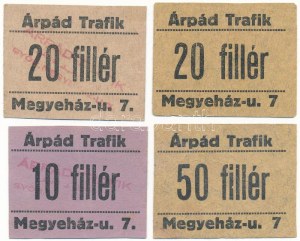 Árpád Trafik
20 fillér
Megyeház-u. 7.
Árpád Trafik
20 fillér
Megyeház-u. 7
Árpád Trafik
10 fillér
Megyeház-u. 7.
Árpád Trafik
50 fillér
Megyeház-u. 7